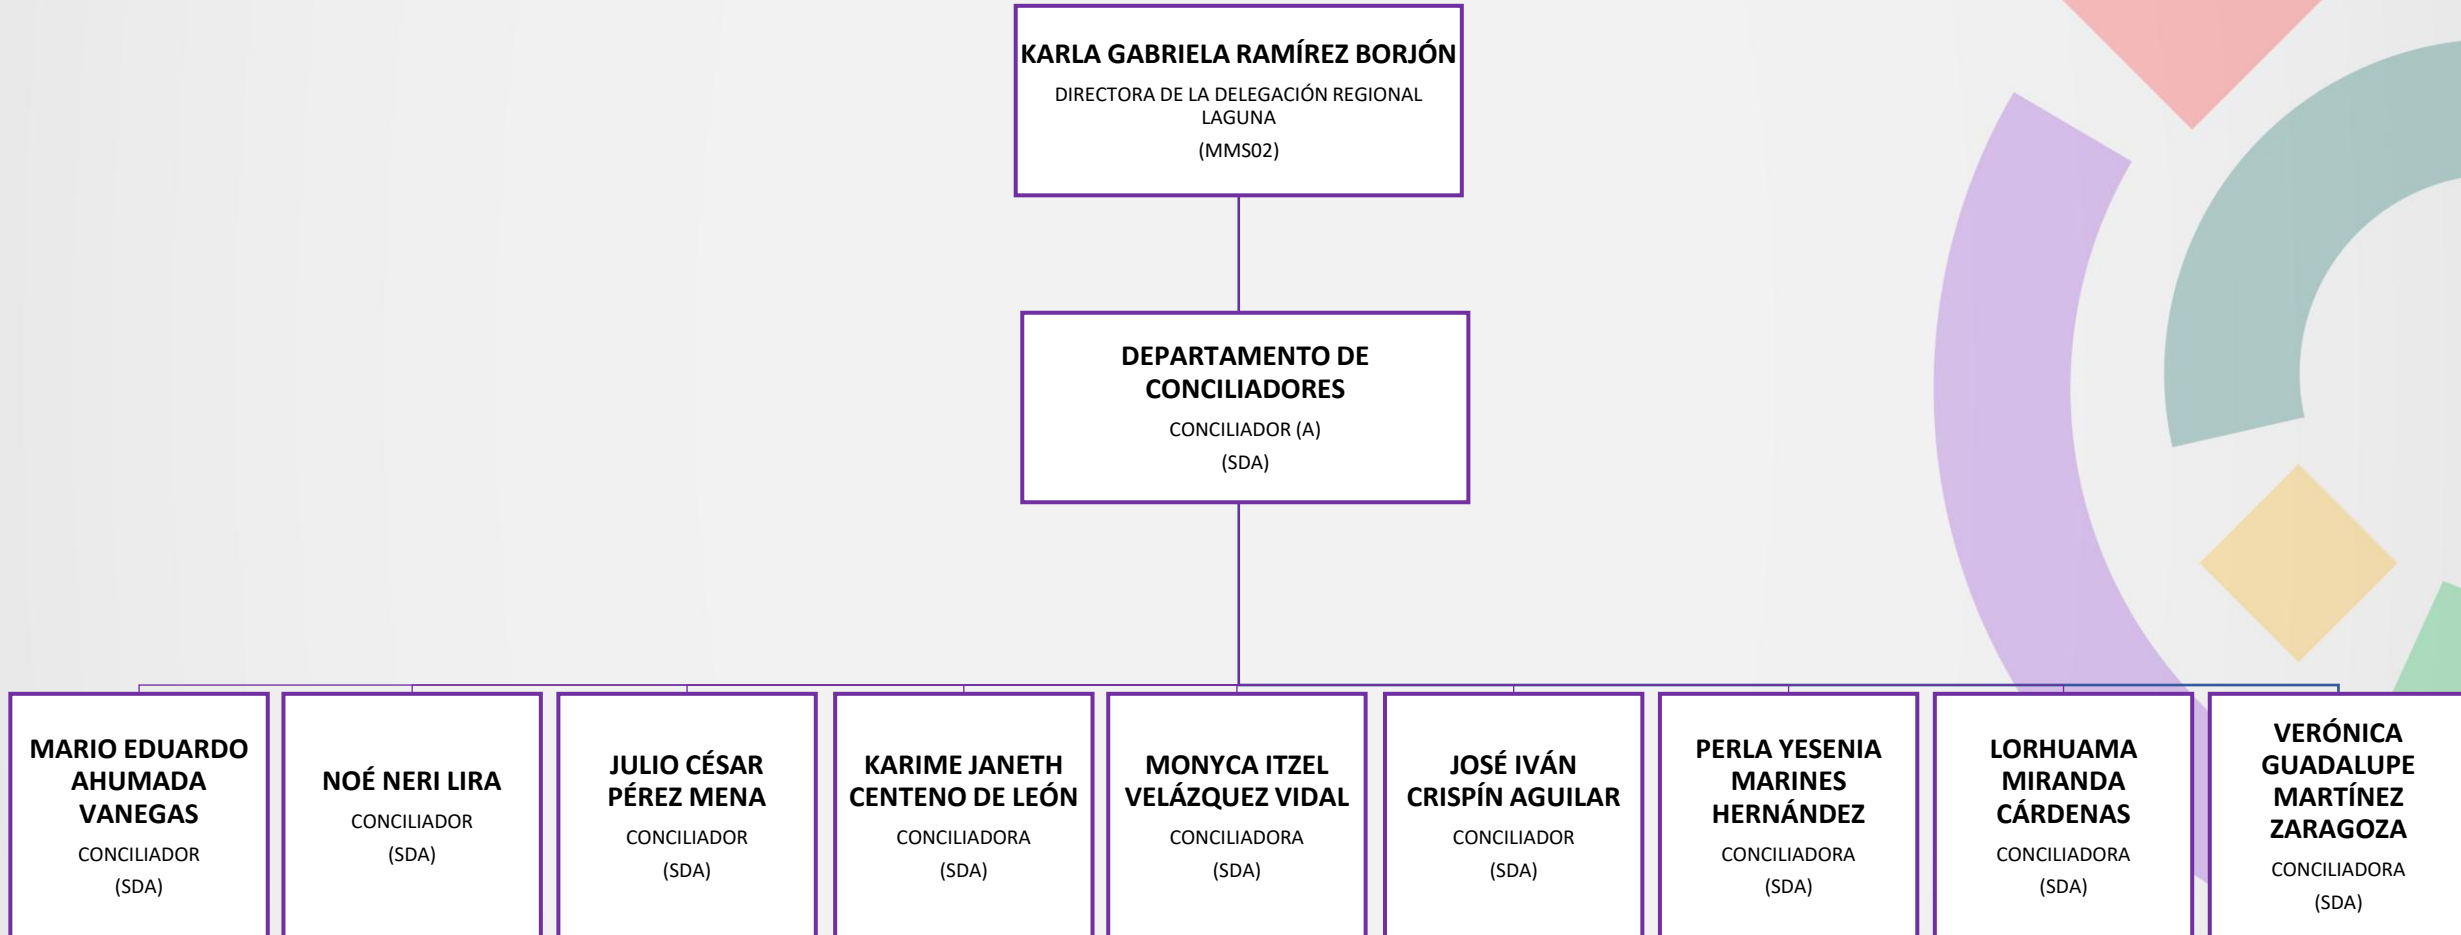 KARLA GABRIELA RAMÍREZ BORJÓN
DIRECTORA DE LA DELEGACIÓN REGIONAL
LAGUNA
(MMS02)
DEPARTAMENTO DE
CONCILIADORES
CONCILIADOR (A)
(SDA)
MARIO EDUARDO
AHUMADA
VANEGAS
CONCILIADOR
(SDA)
NOÉ NERI LIRA
CONCILIADOR
(SDA)
JULIO CÉSAR
PÉREZ MENA
CONCILIADOR
(SDA)
KARIME JANETH
CENTENO DE LEÓN
CONCILIADORA
(SDA)
MONYCA ITZEL
VELÁZQUEZ VIDAL
CONCILIADORA
(SDA)
JOSÉ IVÁN
CRISPÍN AGUILAR
CONCILIADOR
(SDA)
PERLA YESENIA
MARINES
HERNÁNDEZ
CONCILIADORA
(SDA)
LORHUAMA
MIRANDA
CÁRDENAS
CONCILIADORA
(SDA)
VERÓNICA
GUADALUPE
MARTÍNEZ
ZARAGOZA
CONCILIADORA
(SDA)